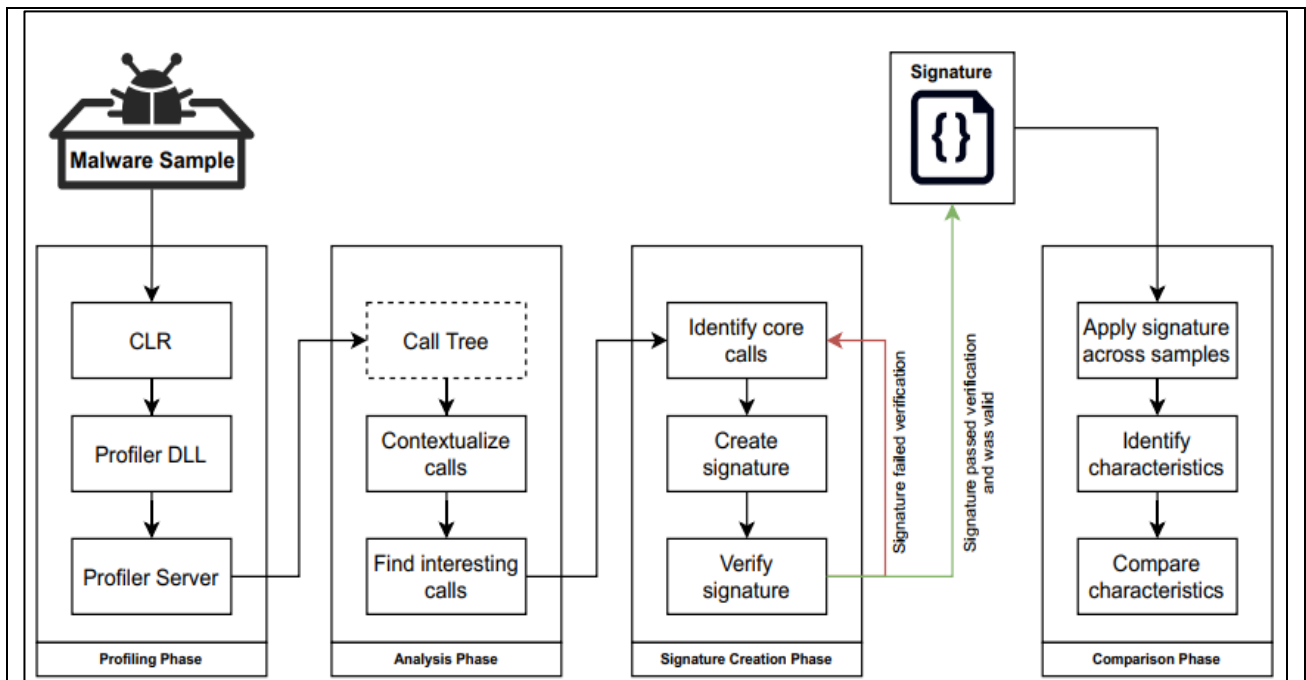 Malware Sample
CLR
Profiler DLL
Profiler Server
Profiling Phase
Call Tree
Contextualize
calls
Find interesting
calls
Analysis Phase
Identify core
calls
Create
signature
Verify
signature
Signature Creation Phase
Signature failed verification
Signature passed verification
and was valid
Signature
{}
Apply signature
across samples
Identify
characteristics
Compare
characteristics
Comparison Phase